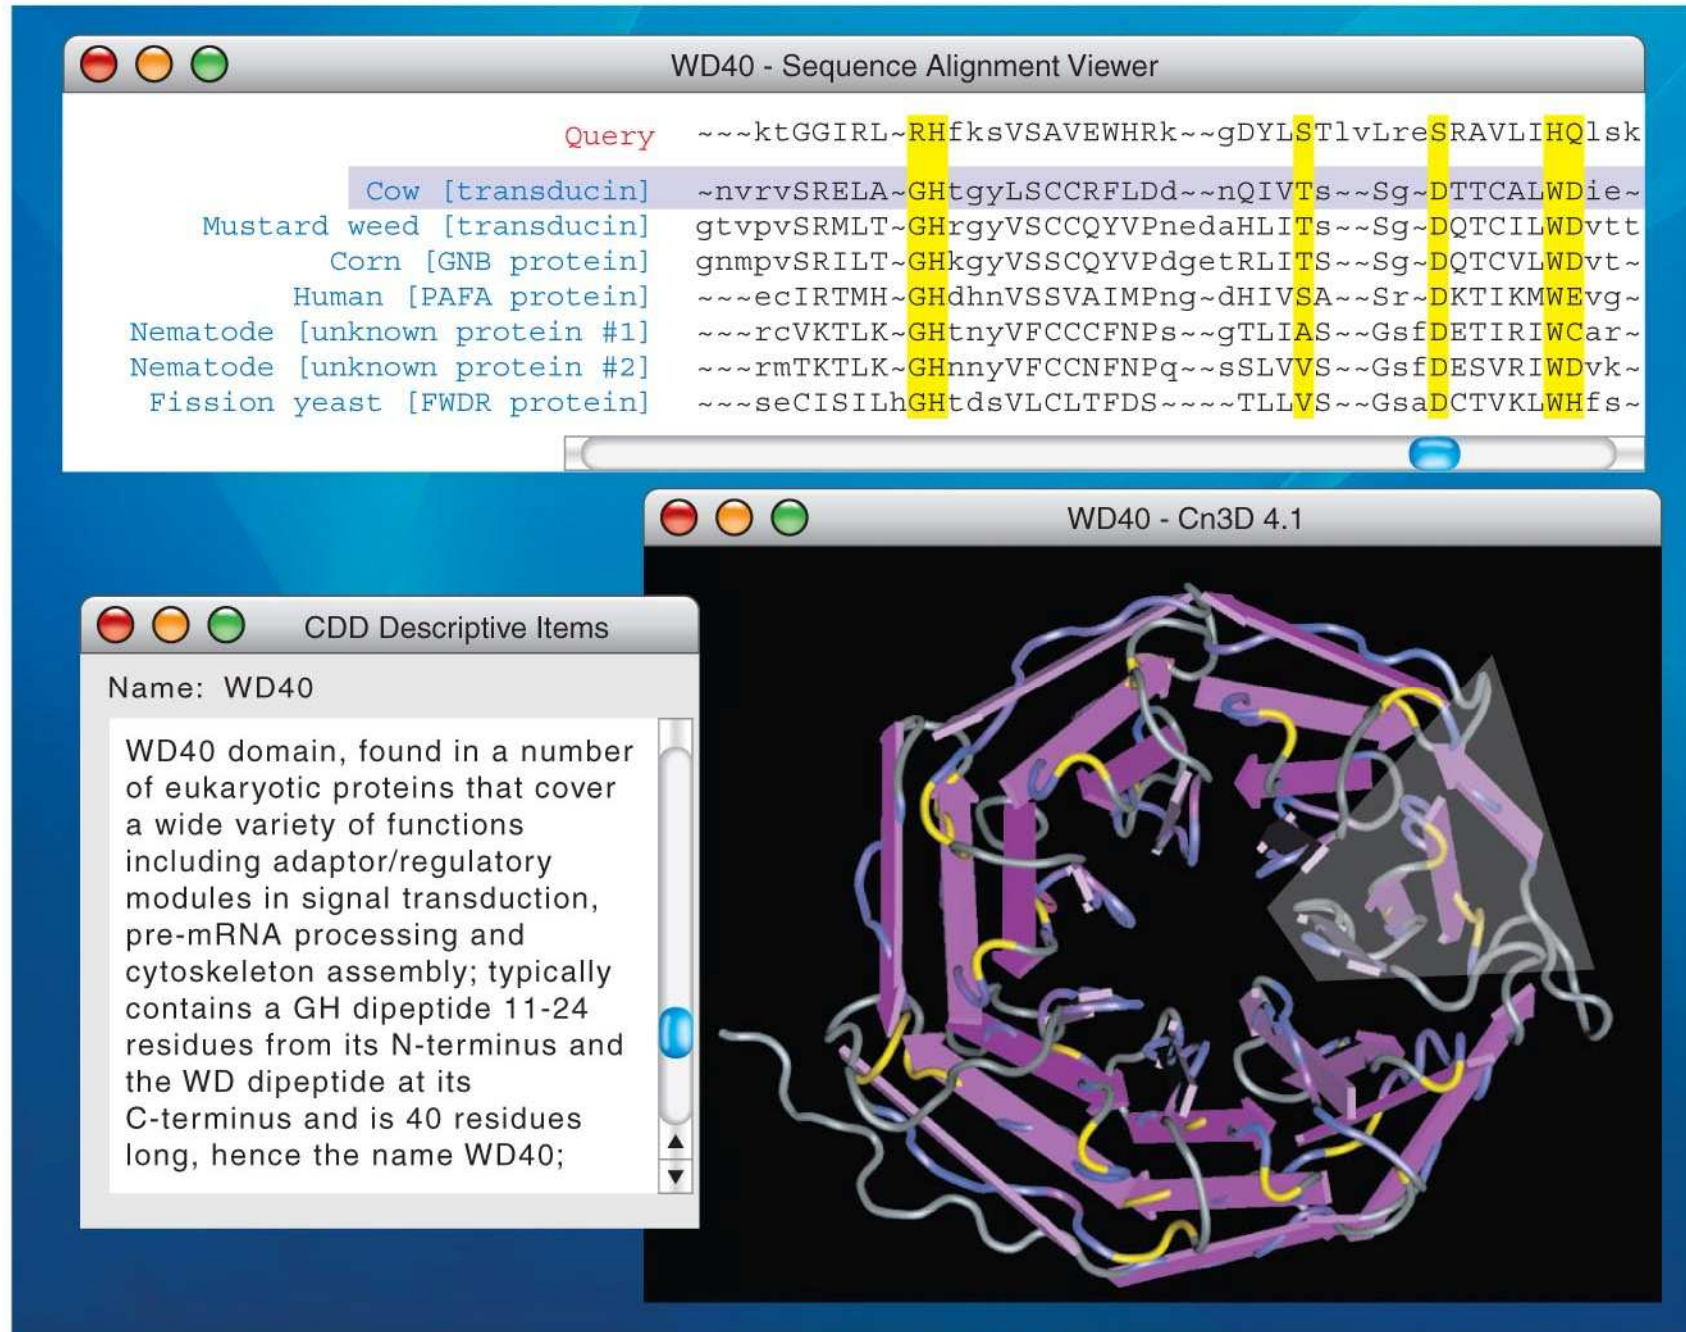 WD40 - Sequence Alignment Viewer
Query ~~~ktGGIRL~RHfksVSAVEWHRk~~gDYLSTlvLreSRAVLIHQlsk
Cow [transducin] ~nvrvSRELA~GHtgyLSCCRFLDd~~nQIVTs~~Sg~DTTCALWDie~
Mustard weed [transducin] gtvpvSRMLT~GHrgyVSCCQYVPnedaHLITs~~Sg~DQTCILWDvtt
Corn [GNB protein] gnmpvSRILT~GHkgyVSSCQYVPdgetRLITS~~Sg~DQTCVLWDvt~
Human [PAFA protein] ~~~ecIRTMH~GHdhnVSSVAIMPng~dHIVSA~~Sr~DKTIKMWEvg~
Nematode [unknown protein #1] ~~~rcVKTLK~GHtnyVFCCCFNPs~~gTLIAS~~GsfDETIRIWCar~
Nematode [unknown protein #2] ~~~rmTKTLK~GHnnyVFCCNFNPq~~sSLVVS~~GsfDESVRIWDvk~
Fission yeast [FWDR protein] ~~~seCISILhGHtdsVLCLTFDS~~~~TLLVS~~GsaDCTVKLWHfs~
WD40 - Cn3D 4.1
CDD Descriptive Items
Name: WD40
WD40 domain, found in a number
of eukaryotic proteins that cover
a wide variety of functions
including adaptor/regulatory
modules in signal transduction,
pre-mRNA processing and
cytoskeleton assembly; typically
contains a GH dipeptide 11-24
residues from its N-terminus and
the WD dipeptide at its
C-terminus and is 40 residues
long, hence the name WD40;